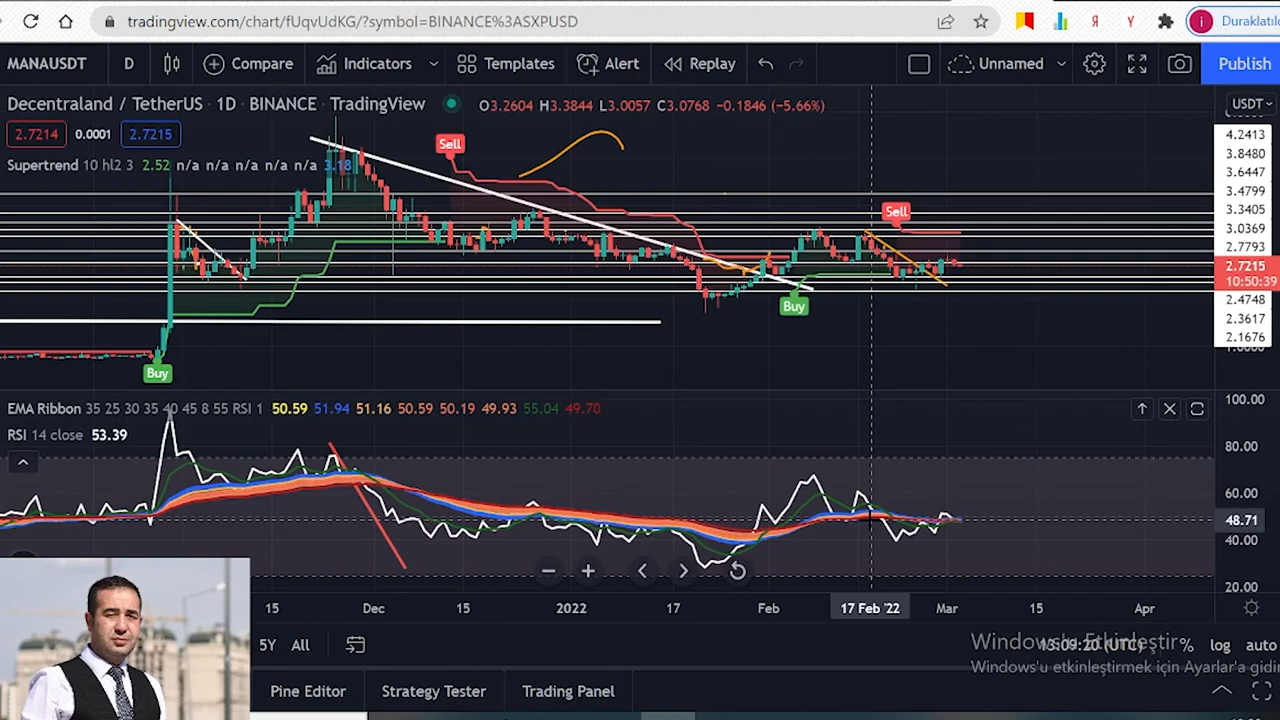 tradingview.com/chart/fUqvUdKG/?symbol=BINANCE%3ASXPUSD
Я Y i Duraklatıl
MANAUSDT D Compare Indicators Templates Alert Replay Unnamed Publish
Decentraland / TetherUS · 1D · BINANCE · TradingView O3.2604 H3.3844 L3.0057 C3.0768 −0.1846 (−5.66%) USDT
2.7214 0.0001 2.7215
Supertrend 10 hl2 3 2.52 n/a n/a n/a n/a n/a 3.18
Sell
Sell
Buy
Buy
4.2413
3.8480
3.6447
3.4799
3.3405
3.0369
2.7793
2.7215
10:50:39
2.4748
2.3617
2.1676
EMA Ribbon 35 25 30 35 40 45 8 55 RSI 1 50.59 51.94 51.16 50.59 50.19 49.93 55.04 49.70
RSI 14 close 53.39
100.00
80.00
60.00
48.71
40.00
20.00
15 Dec 15 2022 17 Feb 17 Feb '22 Mar 15 Apr
5Y All 13:09:20 (UTC) % log auto
Windows'u Etkinleştir
Windows'u etkinleştirmek için Ayarlar'a gidin
Pine Editor Strategy Tester Trading Panel